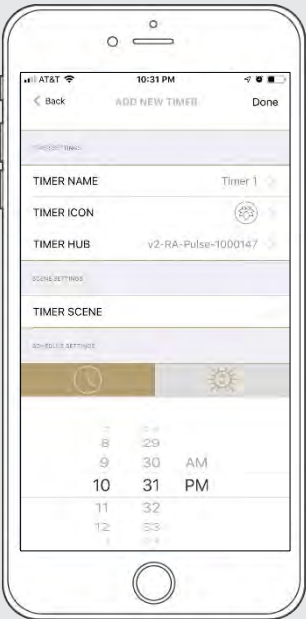 AT&T 10:31 PM
Back ADD NEW TIMER Done
TIMER NAME Timer 1
TIMER ICON
TIMER HUB v2-RA-Pulse-1000147
SCENE SETTINGS
TIMER SCENE
SCHEDULE SETTINGS
8 29
9 30 AM
10 31 PM
11 32
12 33